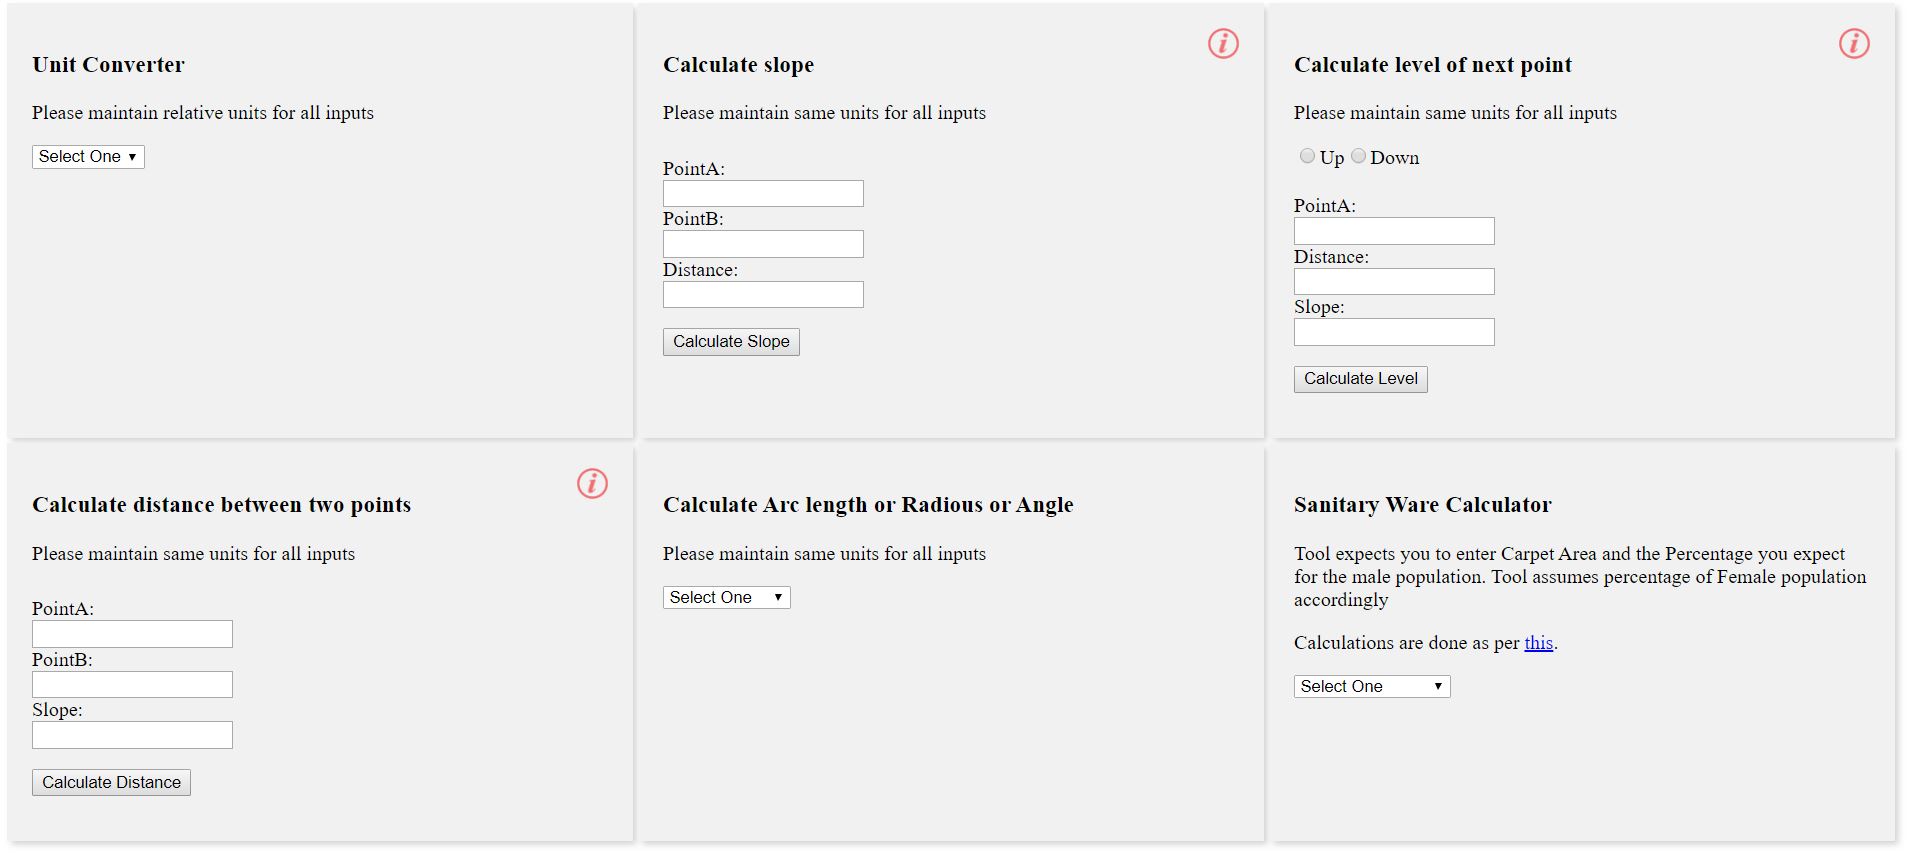 Unit Converter
Please maintain relative units for all inputs
Select One
i
Calculate slope
Please maintain same units for all inputs
PointA:
PointB:
Distance:
Calculate Slope
i
Calculate level of next point
Please maintain same units for all inputs
Up Down
PointA:
Distance:
Slope:
Calculate Level
i
Calculate distance between two points
Please maintain same units for all inputs
PointA:
PointB:
Slope:
Calculate Distance
Calculate Arc length or Radious or Angle
Please maintain same units for all inputs
Select One
Sanitary Ware Calculator
Tool expects you to enter Carpet Area and the Percentage you expect
for the male population. Tool assumes percentage of Female population
accordingly
Calculations are done as per this.
Select One